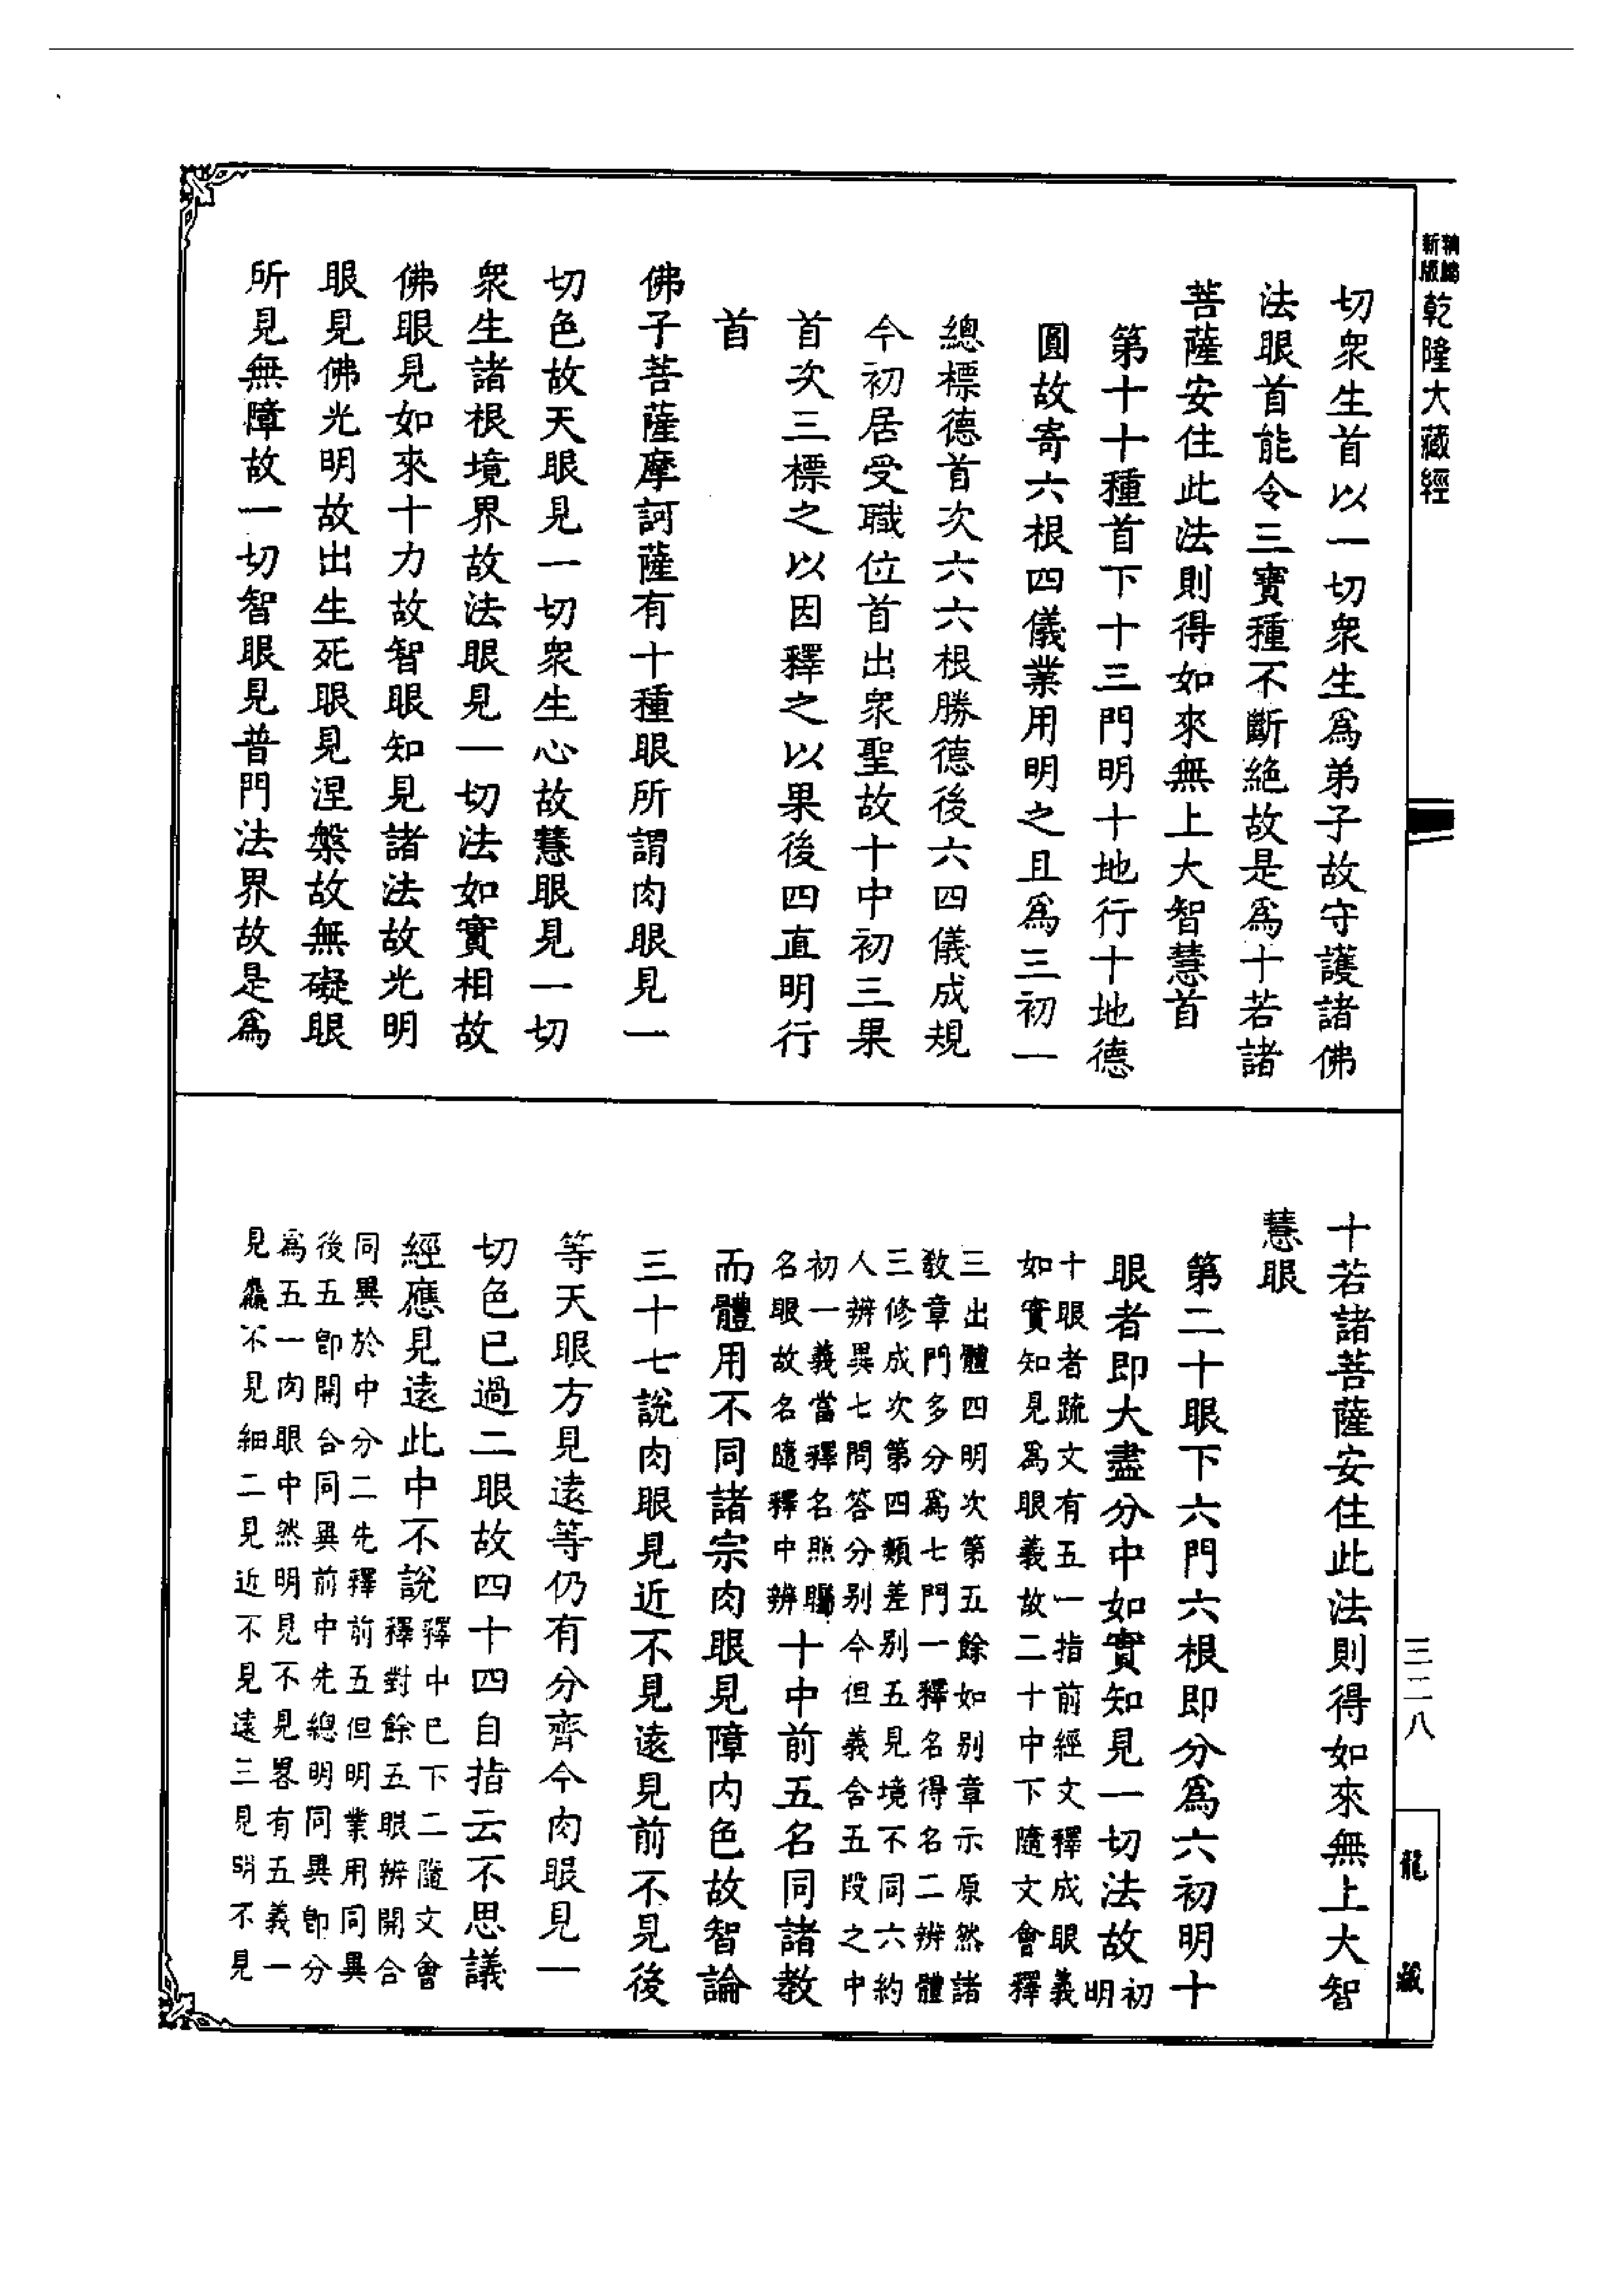 新版
精縮
乾隆大藏經
切衆生首以一切衆生爲弟子故守護諸佛
法眼首能令三寶種不斷絶故是爲十若諸
菩薩安住此法則得如來無上大智慧首
第十十種首下十三門明十地行十地德
圓故寄六根四儀業用明之且爲三初一
總標德首次六六根勝德後六四儀成規
今初居受職位首出衆聖故十中初三果
首次三標之以因釋之以果後四直明行
首
佛子菩薩摩訶薩有十種眼所謂肉眼見一
切色故天眼見一切衆生心故慧眼見一切
衆生諸根境界故法眼見一切法如實相故
佛眼見如來十力故智眼知見諸法故光明
眼見佛光明故出生死眼見涅槃故無礙眼
所見無障故一切智眼見普門法界故是爲
十若諸菩薩安住此法則得如來無上大智
慧眼
第二十眼下六門六根即分爲六初明十
眼者即大盡分中如實知見一切法故初明
十眼者疏文有五一指前經文釋成眼義
如實知見爲眼義故二十中下隨文會釋
三出體四明次第五餘如别章示原然諸
教章門多分爲七門一釋名得名二辨體
三修成次第四類差别五見境不同六約
人辨異七問答分别今但義含五段之中
初一義當釋名照矚
名眼故名隨釋中辨十中前五名同諸教
而體用不同諸宗肉眼見障内色故智論
三十七說肉眼見近不見遠見前不見後
等天眼方見遠等仍有分齊今肉眼見一
切色已過二眼故四十四自指云不思議
經應見遠此中不說釋中已下二隨文會
釋對餘五眼辨開合
同異於中分二先釋前五但明業用同異
後五卽開合同異前中先總明同異卽分
爲五一肉眼中然明見不見畧有五義一
見麤不見細二見近不見遠三見明不見
三二八
龍藏